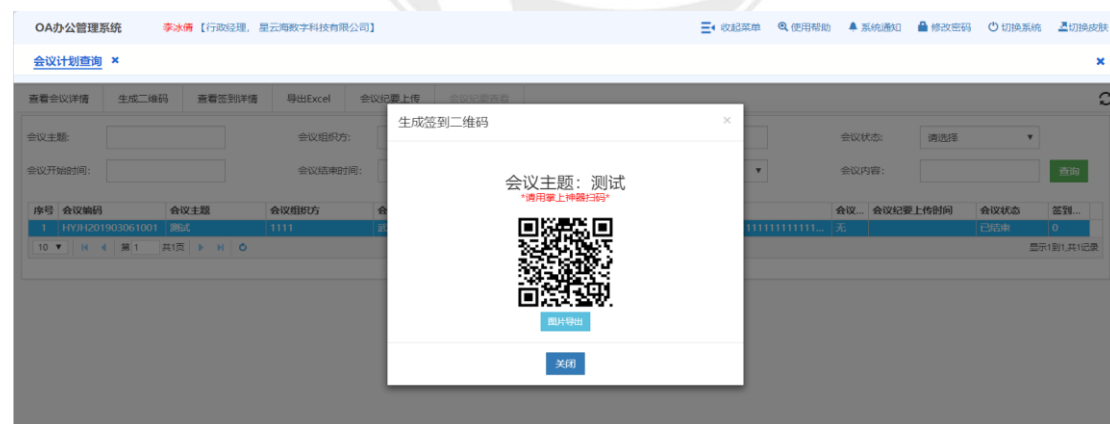 OA办公管理系统 李冰倩【行政经理，星云海数字科技有限公司】 收起菜单 使用帮助 系统通知 修改密码 切换系统 切换皮肤
会议计划查询 ×
查看会议详情 生成二维码 查看签到详情 导出Excel 会议纪要上传 会议纪要查看
生成签到二维码 ×
会议主题: 会议组织方: 会议状态: 请选择
会议开始时间: 会议结束时间: 会议内容: 查询
会议主题：测试
*请用掌上神器扫码*
序号 会议编码 会议主题 会议组织方 会议... 会议纪要上传时间 会议状态 签到...
1 HYJH201903061001 测试 1111 111111111111... 无 已结束 0
10 第 1 共1页 显示1到1,共1记录
图片导出
关闭